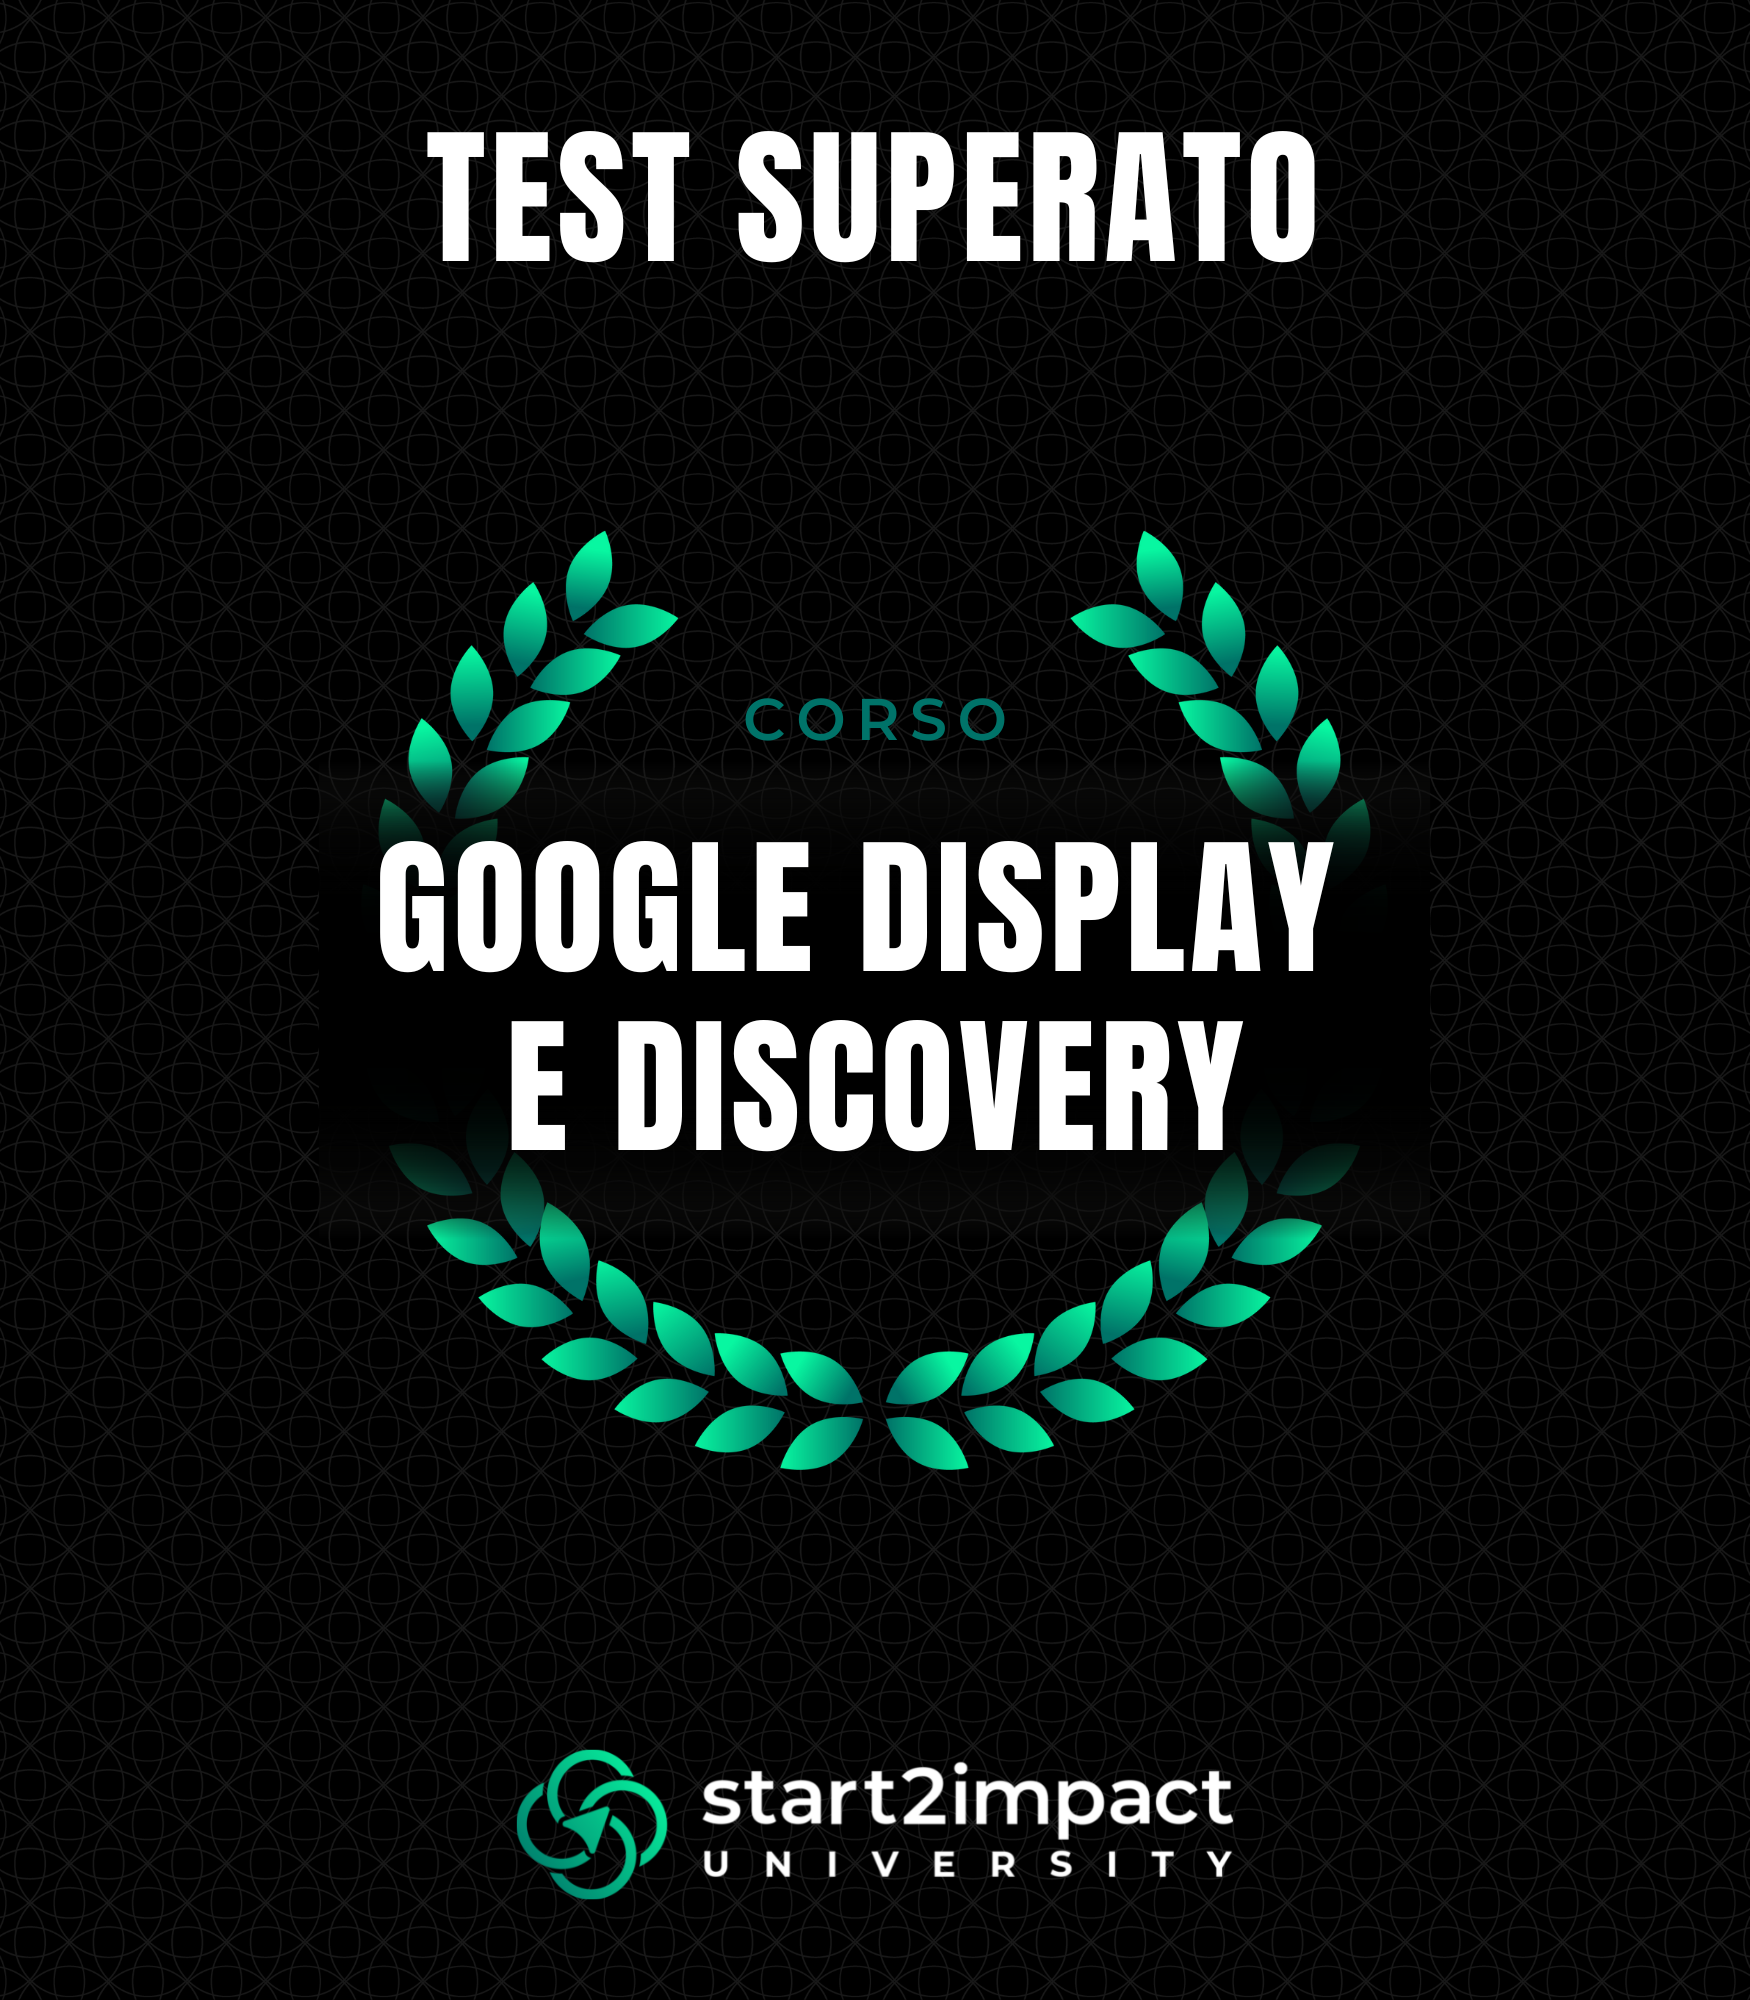 TEST SUPERATO
CORSO
GOOGLE DISPLAY
E DISCOVERY
start2impact
UNIVERSITY